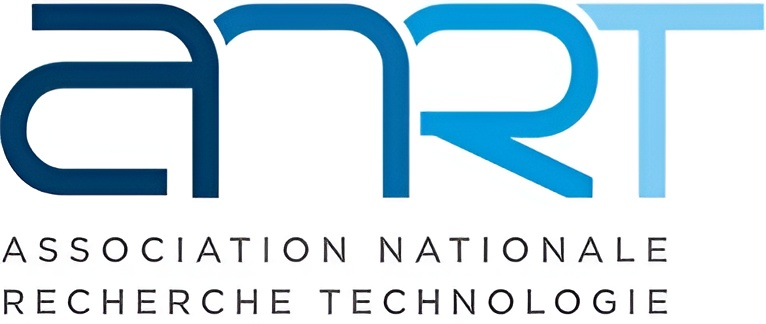 anRT
ASSOCIATION NATIONALE
RECHERCHE TECHNOLOGIE